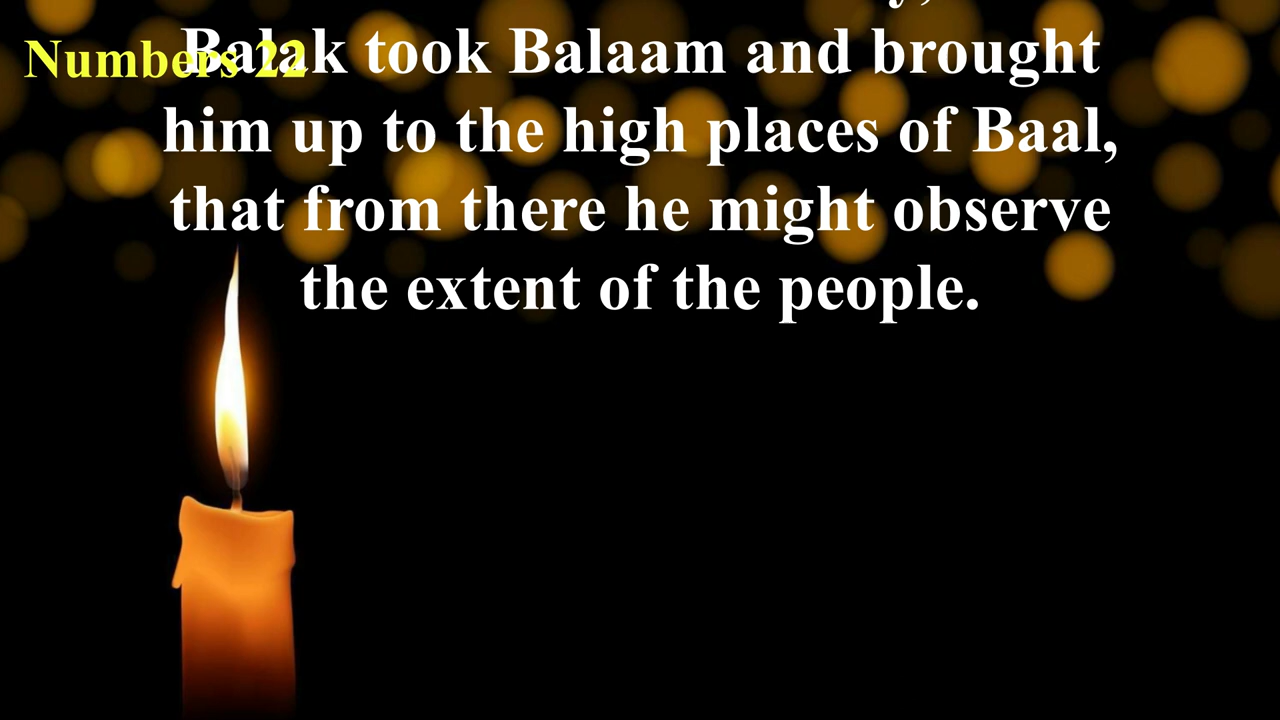 Numbers 22
Balak took Balaam and brought
him up to the high places of Baal,
that from there he might observe
the extent of the people.